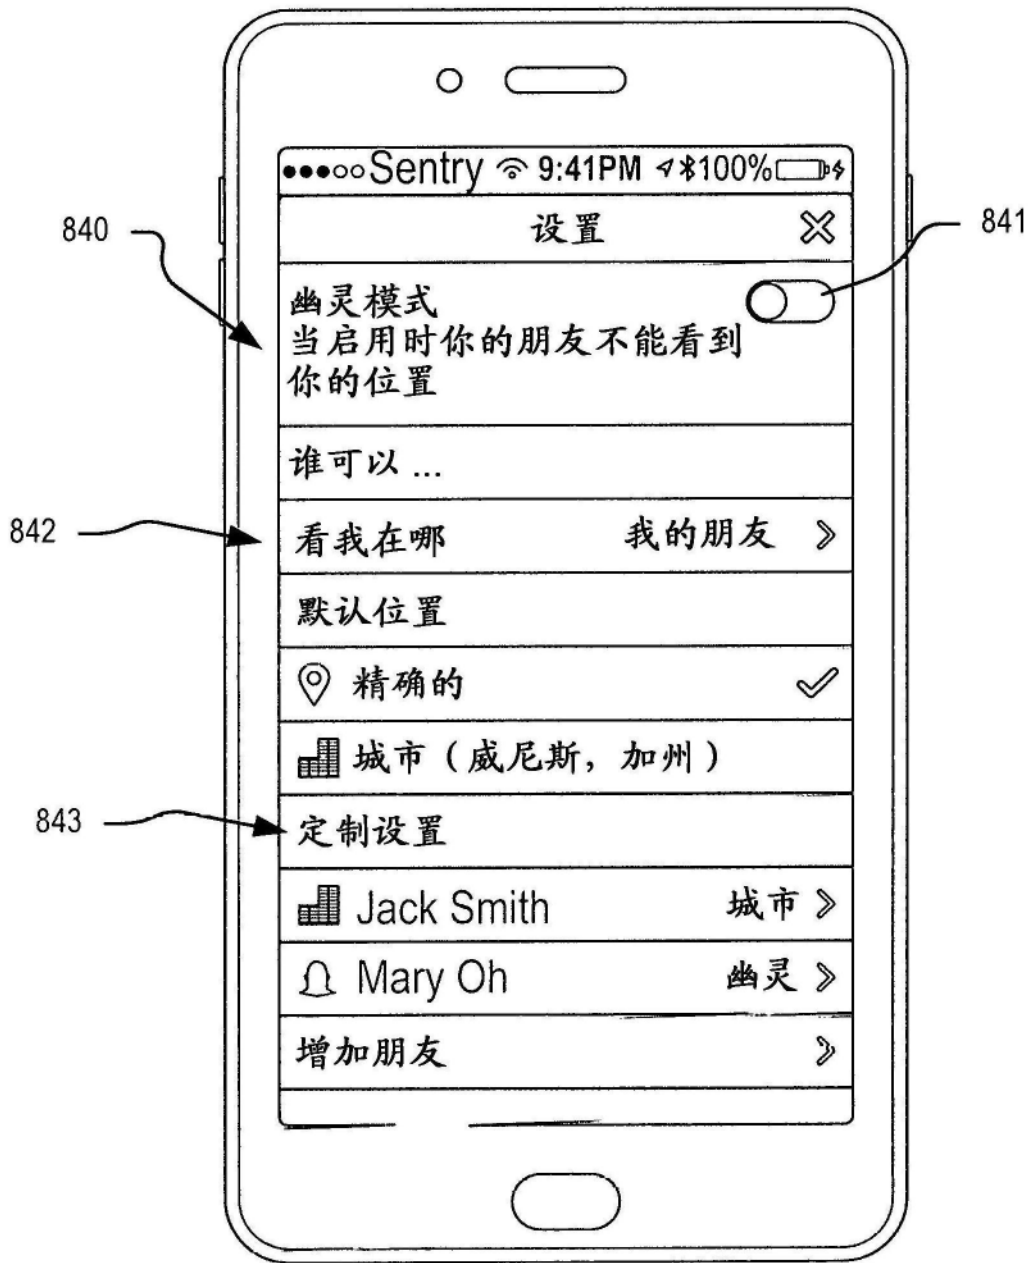 Sentry 9:41PM 100%
设置
840
841
幽灵模式
当启用时你的朋友不能看到
你的位置
谁可以 ...
842
看我在哪 我的朋友
默认位置
精确的
城市（威尼斯，加州）
843
定制设置
Jack Smith 城市
Mary Oh 幽灵
增加朋友